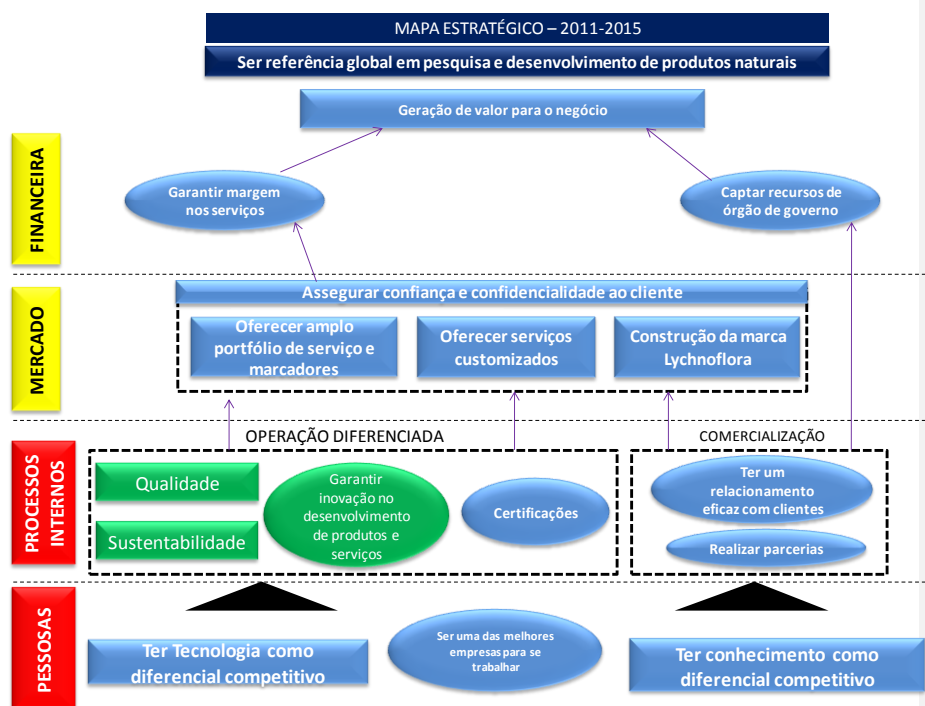 MAPA ESTRATÉGICO – 2011-2015
Ser referência global em pesquisa e desenvolvimento de produtos naturais
Geração de valor para o negócio
FINANCEIRA
Garantir margem
nos serviços
Captar recursos de
órgão de governo
MERCADO
Assegurar confiança e confidencialidade ao cliente
Oferecer amplo
portfólio de serviço e
marcadores
Oferecer serviços
customizados
Construção da marca
Lychnoflora
PROCESSOS
INTERNOS
OPERAÇÃO DIFERENCIADA
Qualidade
Sustentabilidade
Garantir
inovação no
desenvolvimento
de produtos e
serviços
Certificações
COMERCIALIZAÇÃO
Ter um
relacionamento
eficaz com clientes
Realizar parcerias
PESSOSAS
Ter Tecnologia como
diferencial competitivo
Ser uma das melhores
empresas para se
trabalhar
Ter conhecimento como
diferencial competitivo